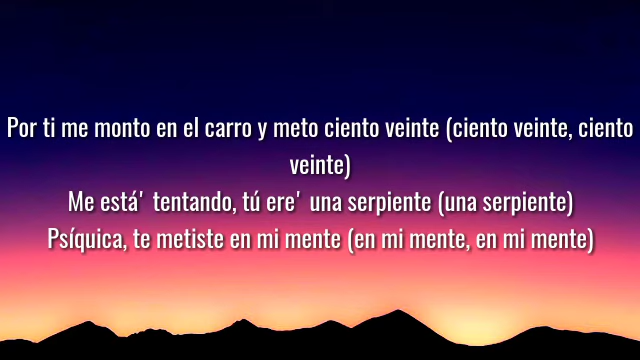 Por ti me monto en el carro y meto ciento veinte (ciento veinte, ciento
veinte)
Me está' tentando, tú ere' una serpiente (una serpiente)
Psíquica, te metiste en mi mente (en mi mente, en mi mente)